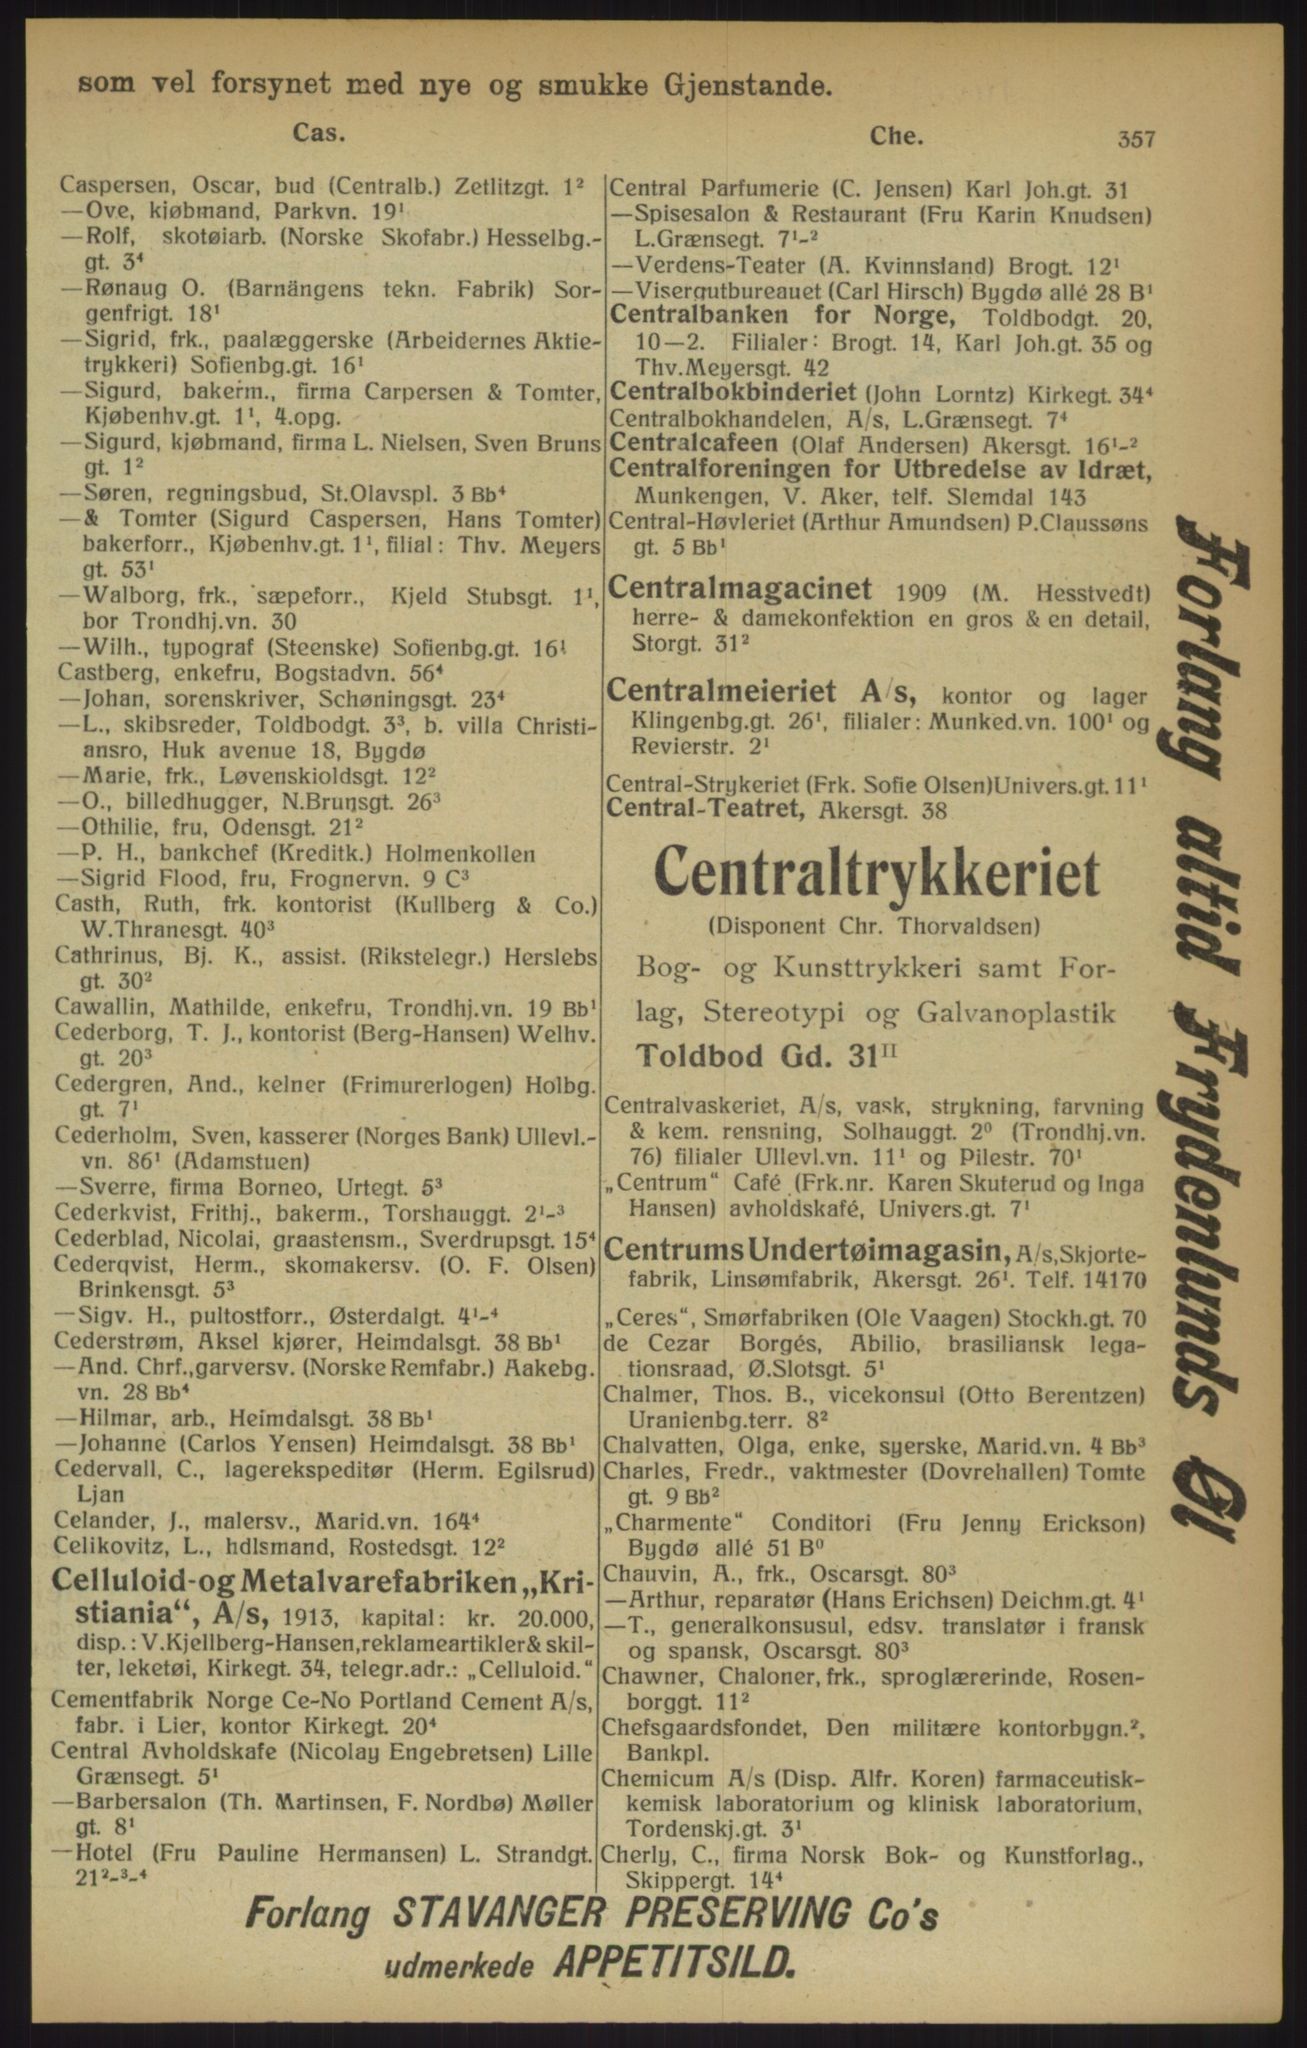 som vel forsynet med nye og smukke Gjenstande.
Cas.
Che.
357
Caspersen, Oscar, bud (Centralb.) Zetlitzgt. 1²
—Ove, kjøbmand, Parkvn. 19¹
—Rolf, skotøiarb. (Norske Skofabr.) Hesselbg.-
gt. 3⁴
—Rønaug O. (Barnängens tekn. Fabrik) Sor-
genfrigt. 18¹
—Sigrid, frk., paalæggerske (Arbeidernes Aktie-
trykkeri) Sofienbg.gt. 16¹
—Sigurd, bakerm., firma Carpersen & Tomter,
Kjøbenhv.gt. 1¹, 4.opg.
—Sigurd, kjøbmand, firma L. Nielsen, Sven Bruns
gt. 1²
—Søren, regningsbud, St.Olavspl. 3 Bb⁴
—& Tomter (Sigurd Caspersen, Hans Tomter)
bakerforr., Kjøbenhv.gt. 1¹, filial: Thv. Meyers
gt. 53¹
—Walborg, frk., sæpeforr., Kjeld Stubsgt. 1¹,
bor Trondhj.vn. 30
—Wilh., typograf (Steenske) Sofienbg.gt. 16¹
Castberg, enkefru, Bogstadvn. 56⁴
—Johan, sorenskriver, Schøningsgt. 23⁴
—L., skibsreder, Toldbodgt. 3³, b. villa Christi-
ansro, Huk avenue 18, Bygdø
—Marie, frk., Løvenskioldsgt. 12²
—O., billedhugger, N.Brunsgt. 26³
—Othilie, fru, Odensgt. 21²
—P. H., bankchef (Kreditk.) Holmenkollen
—Sigrid Flood, fru, Frognervn. 9 C³
Casth, Ruth, frk. kontorist (Kullberg & Co.)
W.Thranesgt. 40³
Cathrinus, Bj. K., assist. (Rikstelegr.) Herslebs
gt. 30²
Cawallin, Mathilde, enkefru, Trondhj.vn. 19 Bb¹
Cederborg, T. J., kontorist (Berg-Hansen) Welhv.
gt. 20³
Cedergren, And., kelner (Frimurerlogen) Holbg.
gt. 7¹
Cederholm, Sven, kasserer (Norges Bank) Ullevl.-
vn. 86¹ (Adamstuen)
—Sverre, firma Borneo, Urtegt. 5³
Cederkvist, Frithj., bakerm., Torshauggt. 2¹-³
Cederblad, Nicolai, graastensm., Sverdrupsgt. 15⁴
Cederqvist, Herm., skomakersv. (O. F. Olsen)
Brinkensgt. 5³
—Sigv. H., pultostforr., Østerdalgt. 4¹-⁴
Cederstrøm, Aksel kjører, Heimdalsgt. 38 Bb¹
—And. Chrf.,garversv. (Norske Remfabr.) Aakebg.
vn. 28 Bb⁴
—Hilmar, arb., Heimdalsgt. 38 Bb¹
—Johanne (Carlos Yensen) Heimdalsgt. 38 Bb¹
Cedervall, C., lagerekspeditør (Herm. Egilsrud)
Ljan
Celander, J., malersv., Marid.vn. 164⁴
Celikovitz, L., hdlsmand, Rostedsgt. 12²
Celluloid-og Metalvarefabriken „Kri-
stiania“, A/s, 1913, kapital: kr. 20.000,
disp.: V.Kjellberg-Hansen,reklameartikler & skil-
ter, leketøi, Kirkegt. 34, telegr.adr.: „Celluloid.“
Cementfabrik Norge Ce-No Portland Cement A/s,
fabr. i Lier, kontor Kirkegt. 20⁴
Central Avholdskafe (Nicolay Engebretsen) Lille
Grænsegt. 5¹
—Barbersalon (Th. Martinsen, F. Nordbø) Møller
gt. 8¹
—Hotel (Fru Pauline Hermansen) L. Strandgt.
21²-³-⁴
Central Parfumerie (C. Jensen) Karl Joh.gt. 31
—Spisesalon & Restaurant (Fru Karin Knudsen)
L.Grænsegt. 7¹-²
—Verdens-Teater (A. Kvinnsland) Brogt. 12¹
—Visergutbureauet (Carl Hirsch) Bygdø allé 28 B¹
Centralbanken for Norge, Toldbodgt. 20,
10—2. Filialer: Brogt. 14, Karl Joh.gt. 35 og
Thv.Meyersgt. 42
Centralbokbinderiet (John Lorntz) Kirkegt. 34⁴
Centralbokhandelen, A/s, L.Grænsegt. 7⁴
Centralcafeen (Olaf Andersen) Akersgt. 16¹-²
Centralforeningen for Utbredelse av Idræt,
Munkengen, V. Aker, telf. Slemdal 143
Central-Høvleriet (Arthur Amundsen) P.Claussøns
gt. 5 Bb¹
Centralmagacinet 1909 (M. Hesstvedt)
herre- & damekonfektion en gros & en detail,
Storgt. 31²
Centralmeieriet A/s, kontor og lager
Klingenbg.gt. 26¹, filialer: Munked.vn. 100¹ og
Revierstr. 2¹
Central-Strykeriet (Frk. Sofie Olsen)Univers.gt. 11¹
Central-Teatret, Akersgt. 38
Centraltrykkeriet
(Disponent Chr. Thorvaldsen)
Bog- og Kunsttrykkeri samt For-
lag, Stereotypi og Galvanoplastik
Toldbod Gd. 31ᴵᴵ
Centralvaskeriet, A/s, vask, strykning, farvning
& kem. rensning, Solhauggt. 2⁰ (Trondhj.vn.
76) filialer Ullevl.vn. 11¹ og Pilestr. 70¹
„Centrum“ Café (Frk.nr. Karen Skuterud og Inga
Hansen) avholdskafé, Univers.gt. 7¹
Centrums Undertøimagasin, A/s,Skjorte-
fabrik, Linsømfabrik, Akersgt. 26¹. Telf. 14170
„Ceres“, Smørfabriken (Ole Vaagen) Stockh.gt. 70
de Cezar Borgés, Abilio, brasiliansk lega-
tionsraad, Ø.Slotsgt. 5¹
Chalmer, Thos. B., vicekonsul (Otto Berentzen)
Uranienbg.terr. 8²
Chalvatten, Olga, enke, syerske, Marid.vn. 4 Bb³
Charles, Fredr., vaktmester (Dovrehallen) Tomte
gt. 9 Bb²
„Charmente“ Conditori (Fru Jenny Erickson)
Bygdø allé 51 B⁰
Chauvin, A., frk., Oscarsgt. 80³
—Arthur, reparatør (Hans Erichsen) Deichm.gt. 4¹
—T., generalkonsusul, edsv. translatør i fransk
og spansk, Oscarsgt. 80³
Chawner, Chaloner, frk., sproglærerinde, Rosen-
borggt. 11²
Chefsgaardsfondet, Den militære kontorbygn.²,
Bankpl.
Chemicum A/s (Disp. Alfr. Koren) farmaceutisk-
kemisk laboratorium og klinisk laboratorium,
Tordenskj.gt. 3¹
Cherly, C., firma Norsk Bok- og Kunstforlag.,
Skippergt. 14⁴
Forlang altid Frydenlunds Øl
Forlang STAVANGER PRESERVING Co's
udmerkede APPETITSILD.